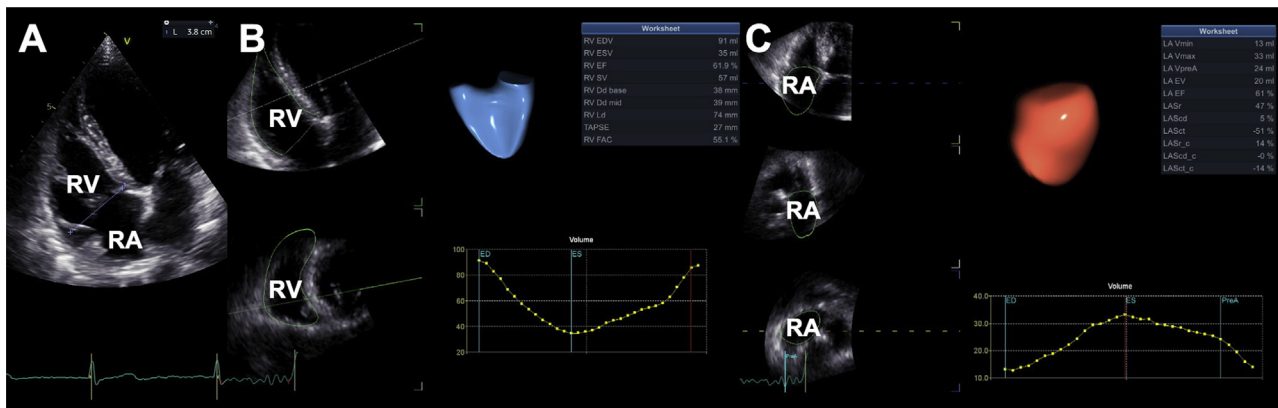 A
L 3.8 cm
V
5
RV
RA
B
RV
RV
Worksheet
RV EDV 91 ml
RV ESV 35 ml
RV EF 61.9 %
RV SV 57 ml
RV Dd base 38 mm
RV Dd mid 39 mm
RV Ld 74 mm
TAPSE 27 mm
RV FAC 55.1 %
Volume
100
80
60
40
20
ED
ES
C
RA
RA
RA
Worksheet
LA Vmin 13 ml
LA Vmax 33 ml
LA VpreA 24 ml
LA EV 20 ml
LA EF 61 %
LASr 47 %
LAScd 5 %
LASct -51 %
LASr_c 14 %
LAScd_c -0 %
LASct_c -14 %
Volume
40.0
30.0
20.0
10.0
ED
ES
PreA